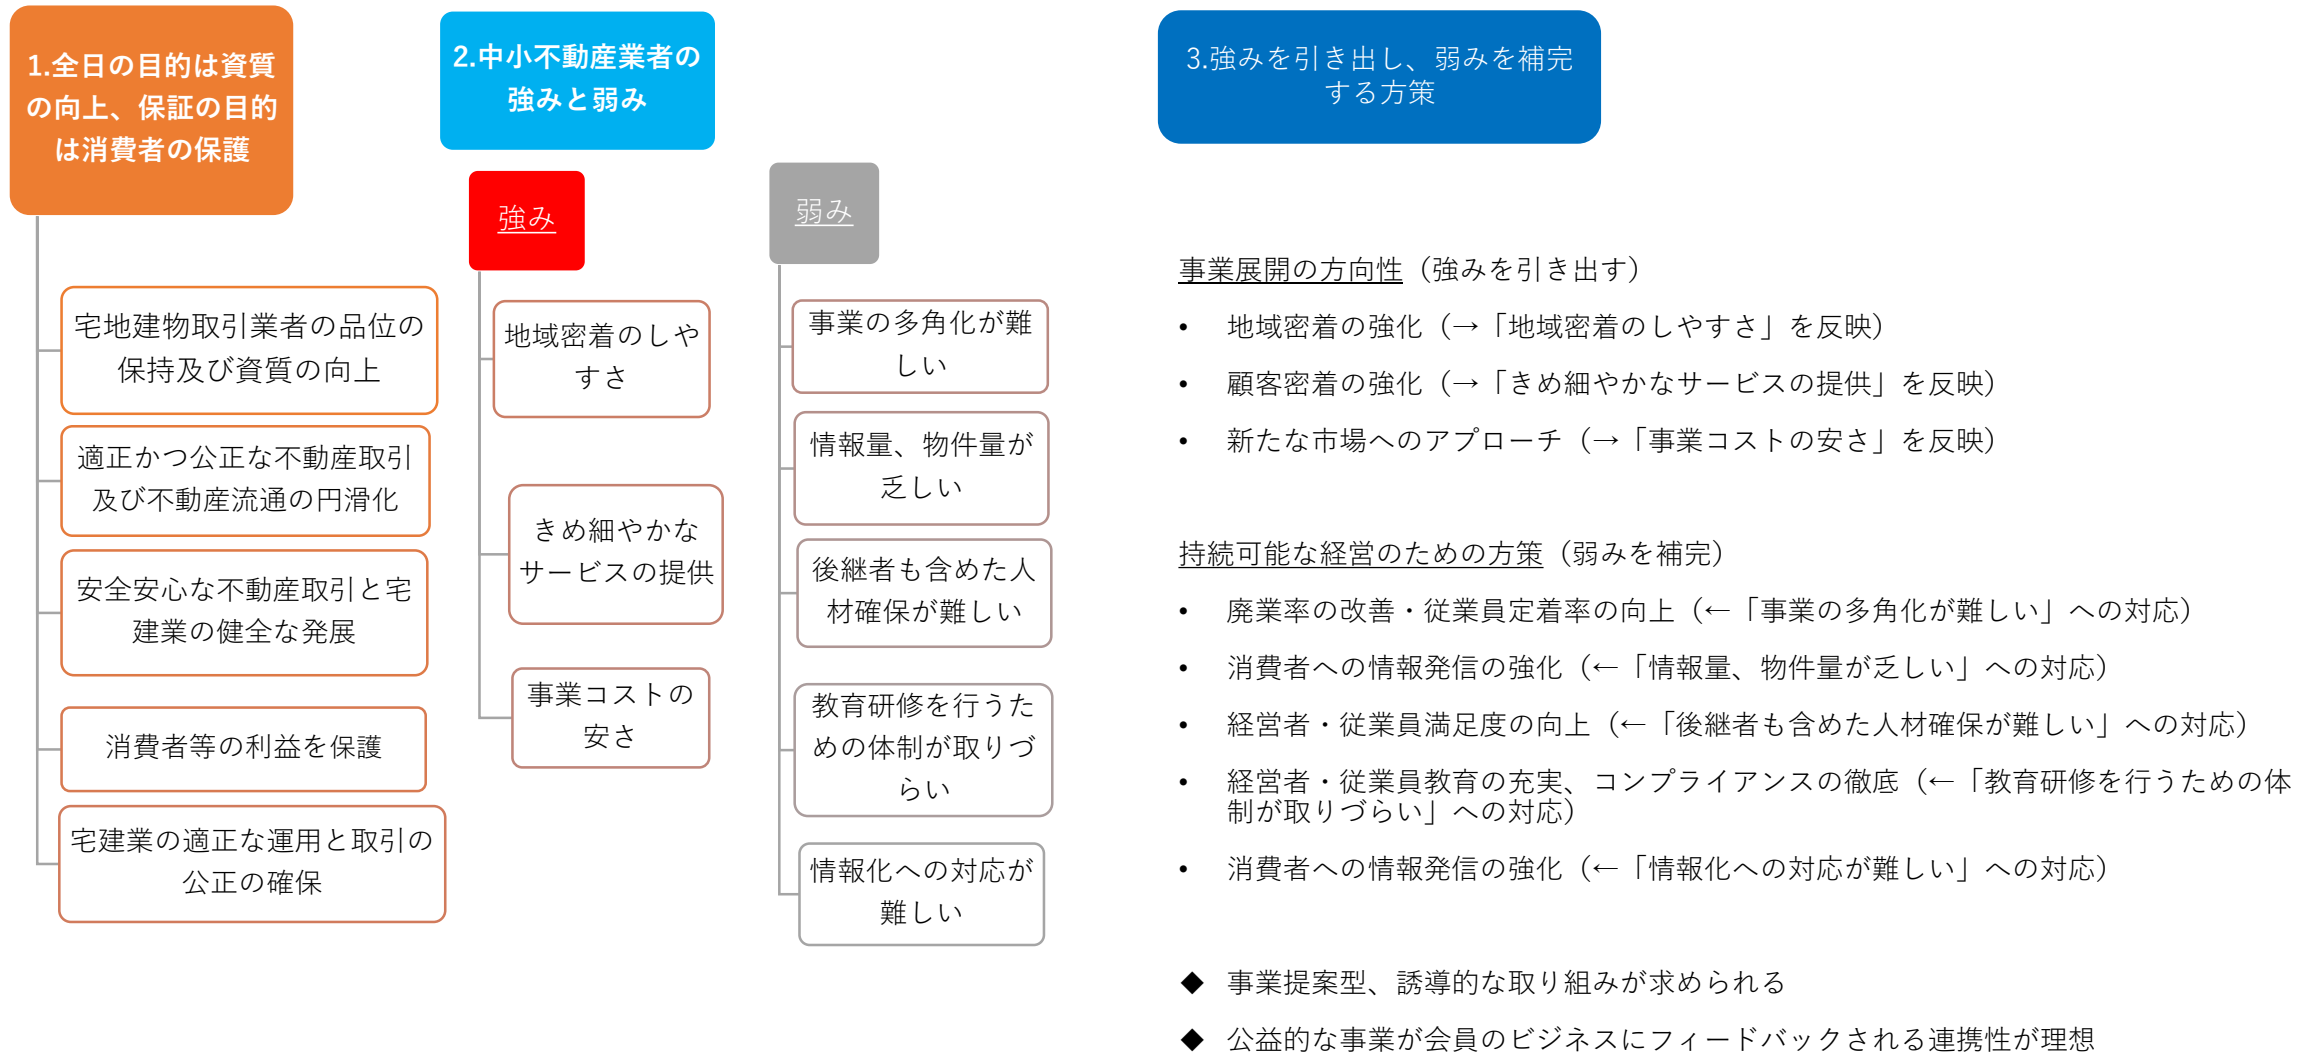 1.全日の目的は資質
の向上、保証の目的
は消費者の保護
宅地建物取引業者の品位の
保持及び資質の向上
適正かつ公正な不動産取引
及び不動産流通の円滑化
安全安心な不動産取引と宅
建業の健全な発展
消費者等の利益を保護
宅建業の適正な運用と取引の
公正の確保
2.中小不動産業者の
強みと弱み
強み
地域密着のしや
すさ
きめ細やかな
サービスの提供
事業コストの
安さ
弱み
事業の多角化が難
しい
情報量、物件量が
乏しい
後継者も含めた人
材確保が難しい
教育研修を行うた
めの体制が取りづ
らい
情報化への対応が
難しい
3.強みを引き出し、弱みを補完
する方策
事業展開の方向性（強みを引き出す）
• 地域密着の強化（→「地域密着のしやすさ」を反映）
• 顧客密着の強化（→「きめ細やかなサービスの提供」を反映）
• 新たな市場へのアプローチ（→「事業コストの安さ」を反映）
持続可能な経営のための方策（弱みを補完）
• 廃業率の改善・従業員定着率の向上（←「事業の多角化が難しい」への対応）
• 消費者への情報発信の強化（←「情報量、物件量が乏しい」への対応）
• 経営者・従業員満足度の向上（←「後継者も含めた人材確保が難しい」への対応）
• 経営者・従業員教育の充実、コンプライアンスの徹底（←「教育研修を行うための体
制が取りづらい」への対応）
• 消費者への情報発信の強化（←「情報化への対応が難しい」への対応）
◆ 事業提案型、誘導的な取り組みが求められる
◆ 公益的な事業が会員のビジネスにフィードバックされる連携性が理想